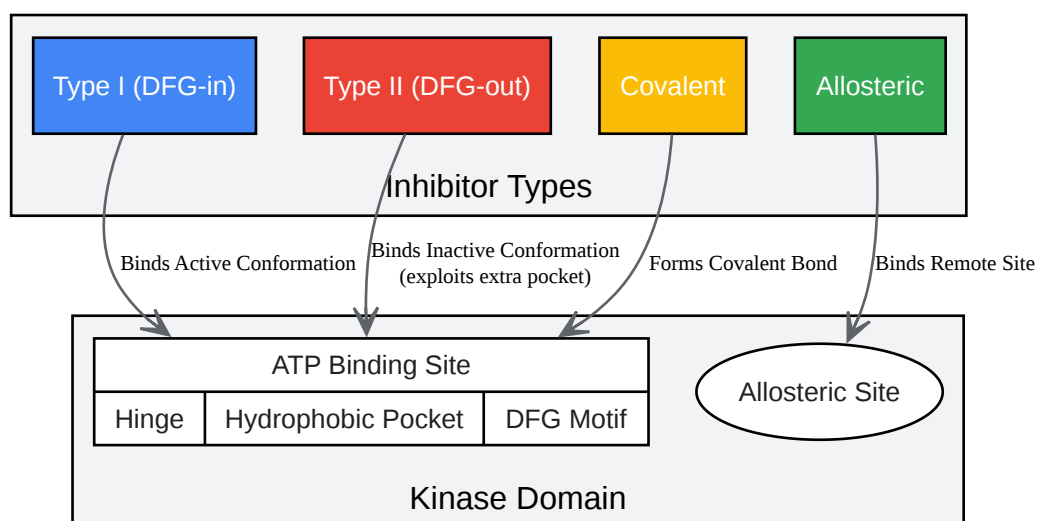 Type I (DFG-in)
Type II (DFG-out)
Covalent
Allosteric
Inhibitor Types
Binds Active Conformation
Binds Inactive Conformation
(exploits extra pocket)
Forms Covalent Bond
Binds Remote Site
ATP Binding Site
Hinge
Hydrophobic Pocket
DFG Motif
Allosteric Site
Kinase Domain